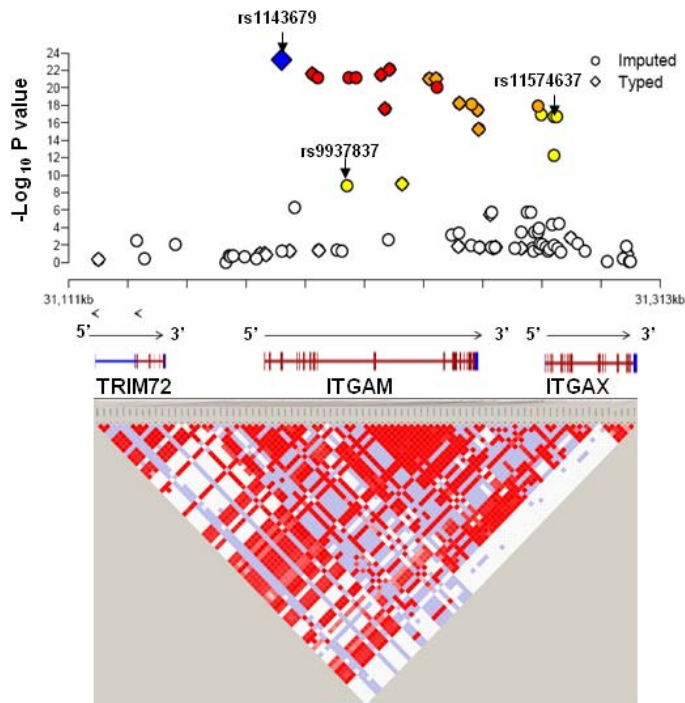 rs1143679
24
22
20
18
16
14
12
10
8
6
4
2
0
-Log10 P value
Imputed
Typed
rs11574637
rs9937837
31,111kb
31,313kb
5’ 3’ 5’ 3’ 5’ 3’
TRIM72 ITGAM ITGAX